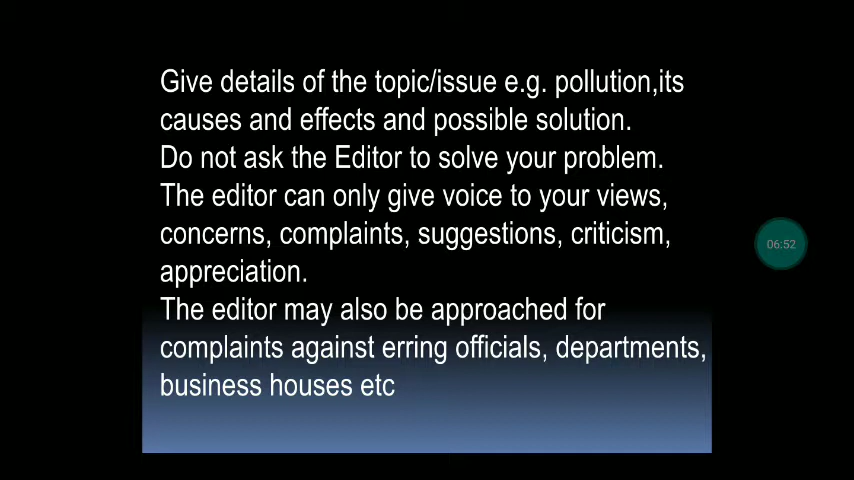 Give details of the topic/issue e.g. pollution,its
causes and effects and possible solution.
Do not ask the Editor to solve your problem.
The editor can only give voice to your views,
concerns, complaints, suggestions, criticism,
appreciation.
The editor may also be approached for
complaints against erring officials, departments,
business houses etc
06:52